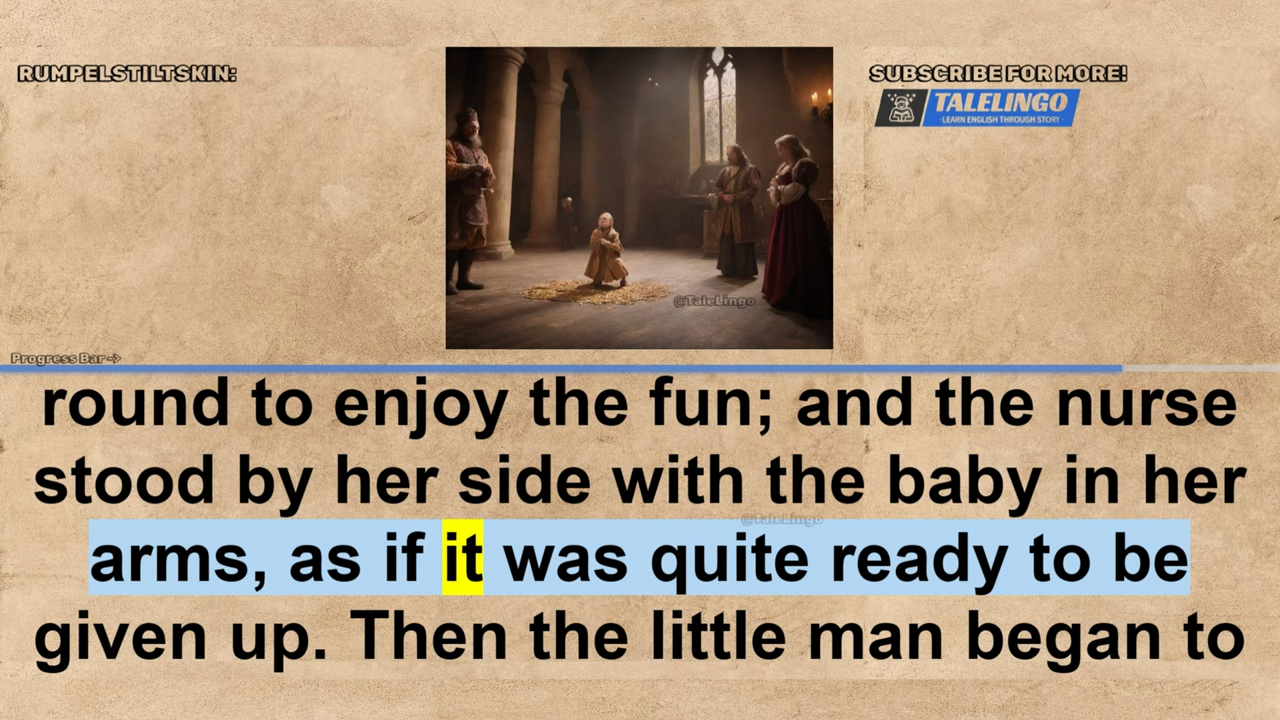 RUMPELSTILTSKIN:
SUBSCRIBE FOR MORE!
TALELINGO
·LEARN ENGLISH THROUGH STORY·
@TaleLingo
Progress Bar->
round to enjoy the fun; and the nurse
stood by her side with the baby in her
@TaleLingo
arms, as if it was quite ready to be
given up. Then the little man began to